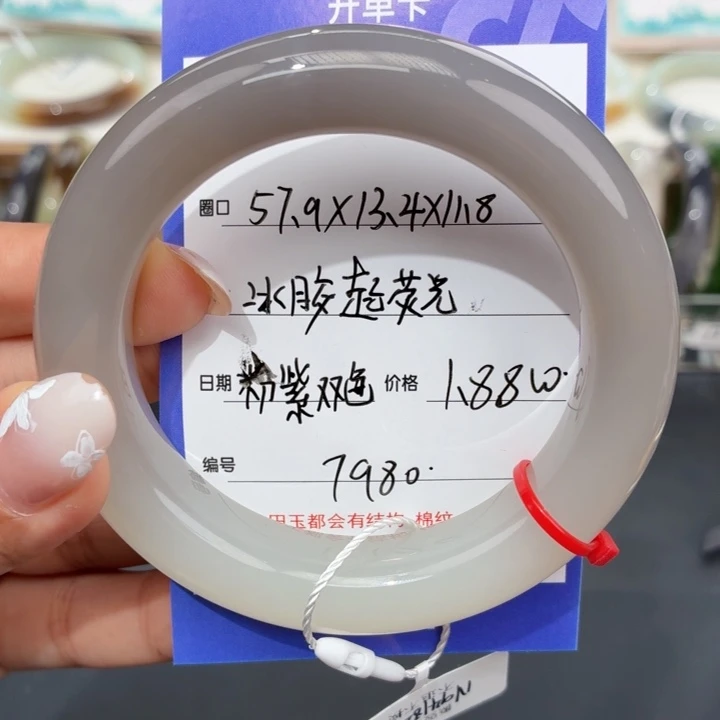 开单卡
圈口 57.9X13.4X11.8
冰胶起荧光
日期 粉紫双色 价格 1.88W.
编号 7980.
田玉都会有结构 棉纹